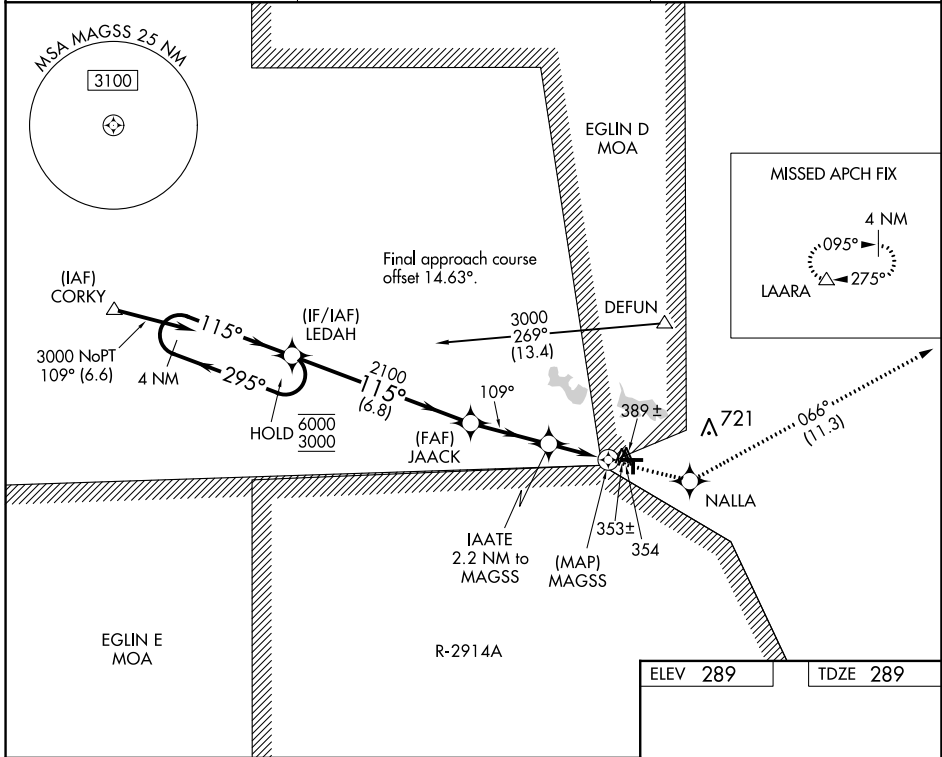 MSA MAGSS 25 NM
3100
EGLIN D
MOA
MISSED APCH FIX
4 NM
095°
275°
LAARA
Final approach course
offset 14.63°.
(IAF)
CORKY
3000 NoPT
109° (6.6)
115°
4 NM
295°
(IF/IAF)
LEDAH
HOLD
6000
3000
2100
115°
(6.8)
109°
(FAF)
JAACK
DEFUN
3000
269°
(13.4)
389±
721
066°
(11.3)
NALLA
IAATE
2.2 NM to
MAGSS
(MAP)
MAGSS
353±
354
EGLIN E
MOA
R-2914A
ELEV 289
TDZE 289